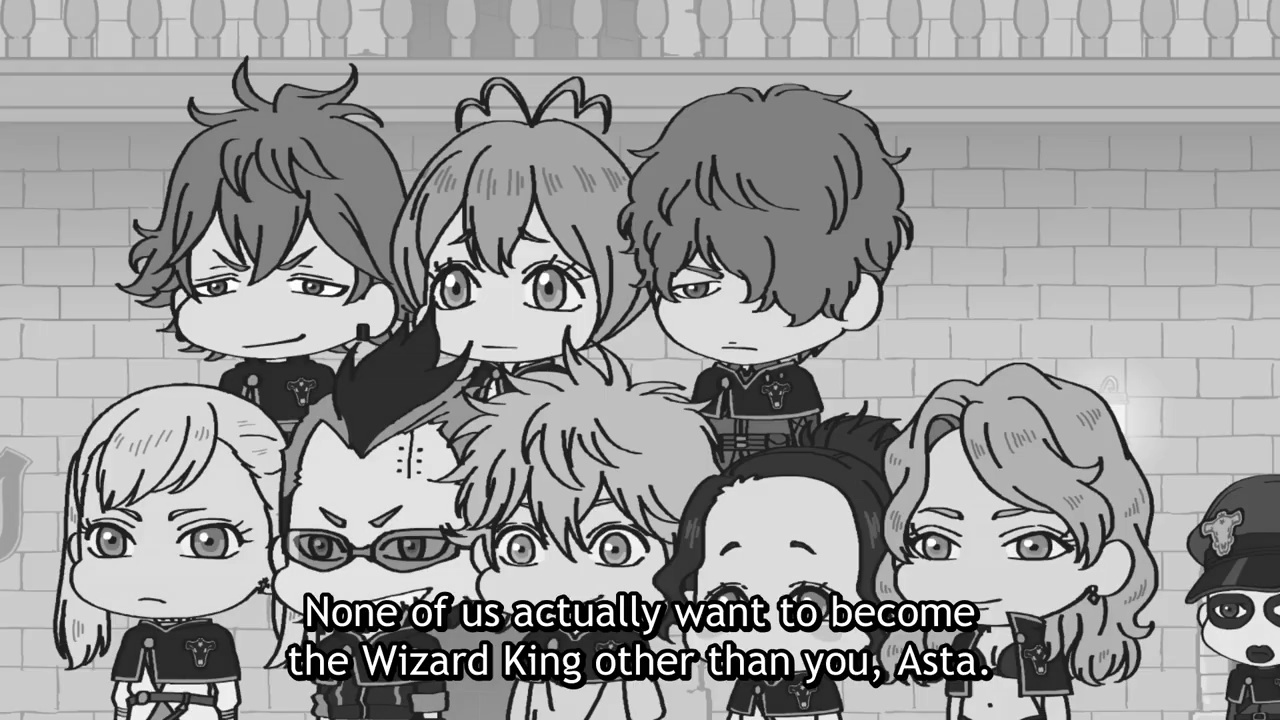 None of us actually want to become
the Wizard King other than you, Asta.